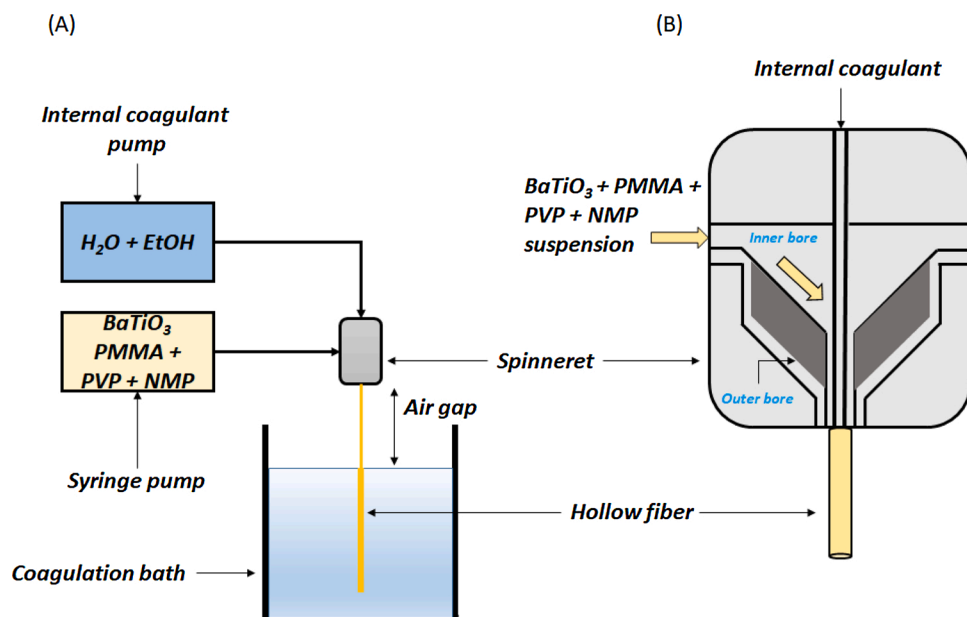 (A)
Internal coagulant
pump
H₂O + EtOH
BaTiO₃
PMMA +
PVP + NMP
Syringe pump
Spinneret
Air gap
Hollow fiber
Coagulation bath
(B)
Internal coagulant
BaTiO₃ + PMMA +
PVP + NMP
suspension
Inner bore
Outer bore